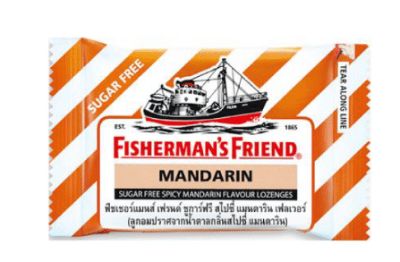 SUGAR FREE
TEAR ALONG LINE
EST. 1865
FISHERMAN'S FRIEND®
MANDARIN
SUGAR FREE SPICY MANDARIN FLAVOUR LOZENGES
ฟิชเชอร์แมนส์ เฟรนด์ ชูการ์ฟรี สไปซี่ แมนดาริน เฟลเวอร์
(ลูกอมปราศจากน้ำตาลกลิ่นสไปซี่ แมนดาริน)